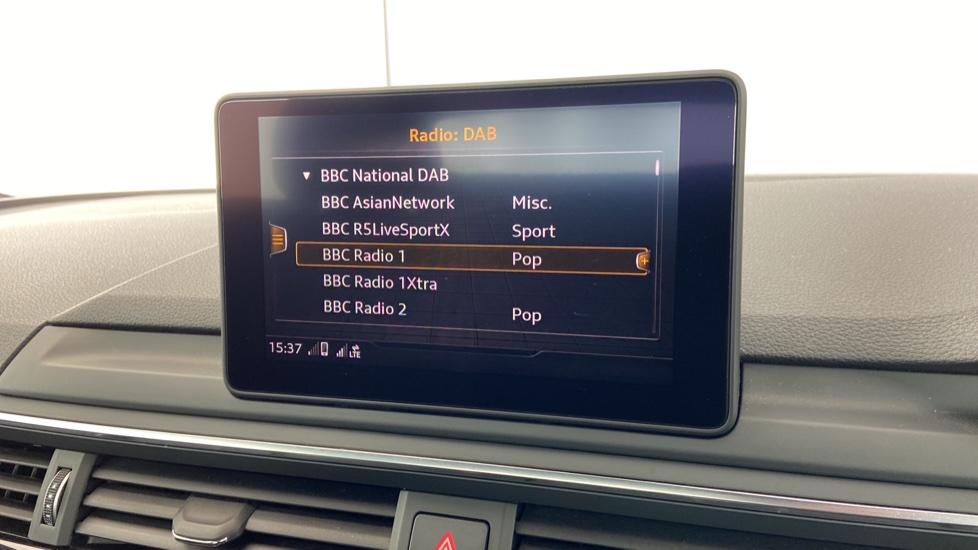 Radio: DAB
BBC National DAB
BBC AsianNetwork Misc.
BBC R5LiveSportX Sport
BBC Radio 1 Pop
BBC Radio 1Xtra
BBC Radio 2 Pop
15:37 LTE